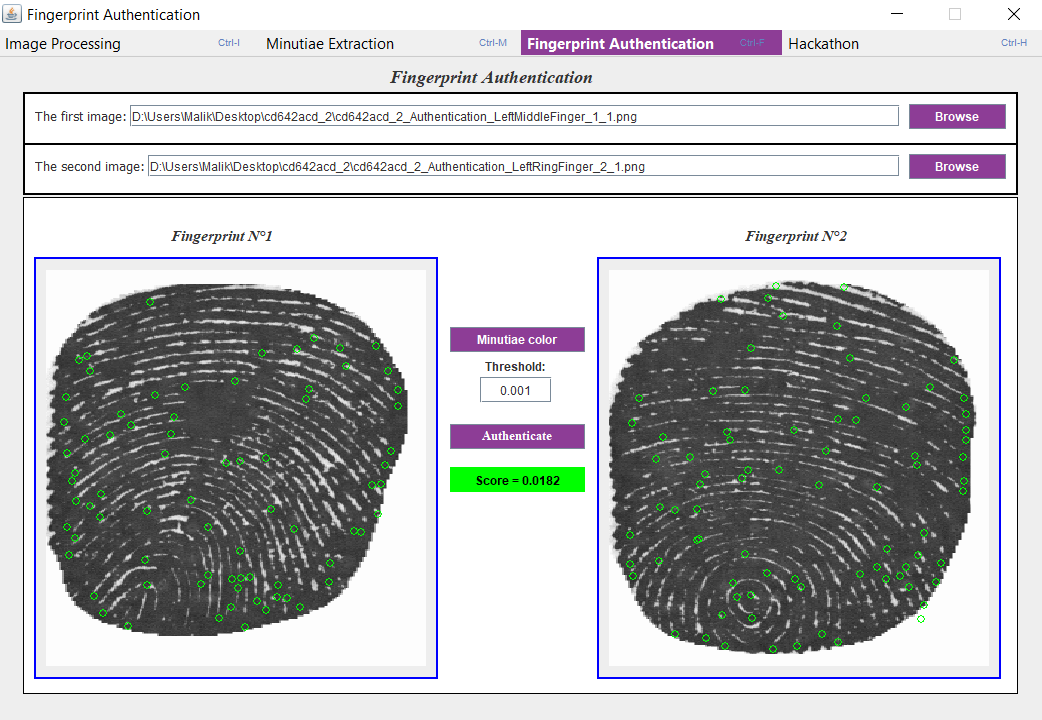 Fingerprint Authentication
Image Processing Ctrl-I Minutiae Extraction Ctrl-M Fingerprint Authentication Ctrl-F Hackathon Ctrl-H
Fingerprint Authentication
The first image: D:\Users\Malik\Desktop\cd642acd_2\cd642acd_2_Authentication_LeftMiddleFinger_1_1.png Browse
The second image: D:\Users\Malik\Desktop\cd642acd_2\cd642acd_2_Authentication_LeftRingFinger_2_1.png Browse
Fingerprint N°1 Fingerprint N°2
Minutiae color
Threshold:
0.001
Authenticate
Score = 0.0182